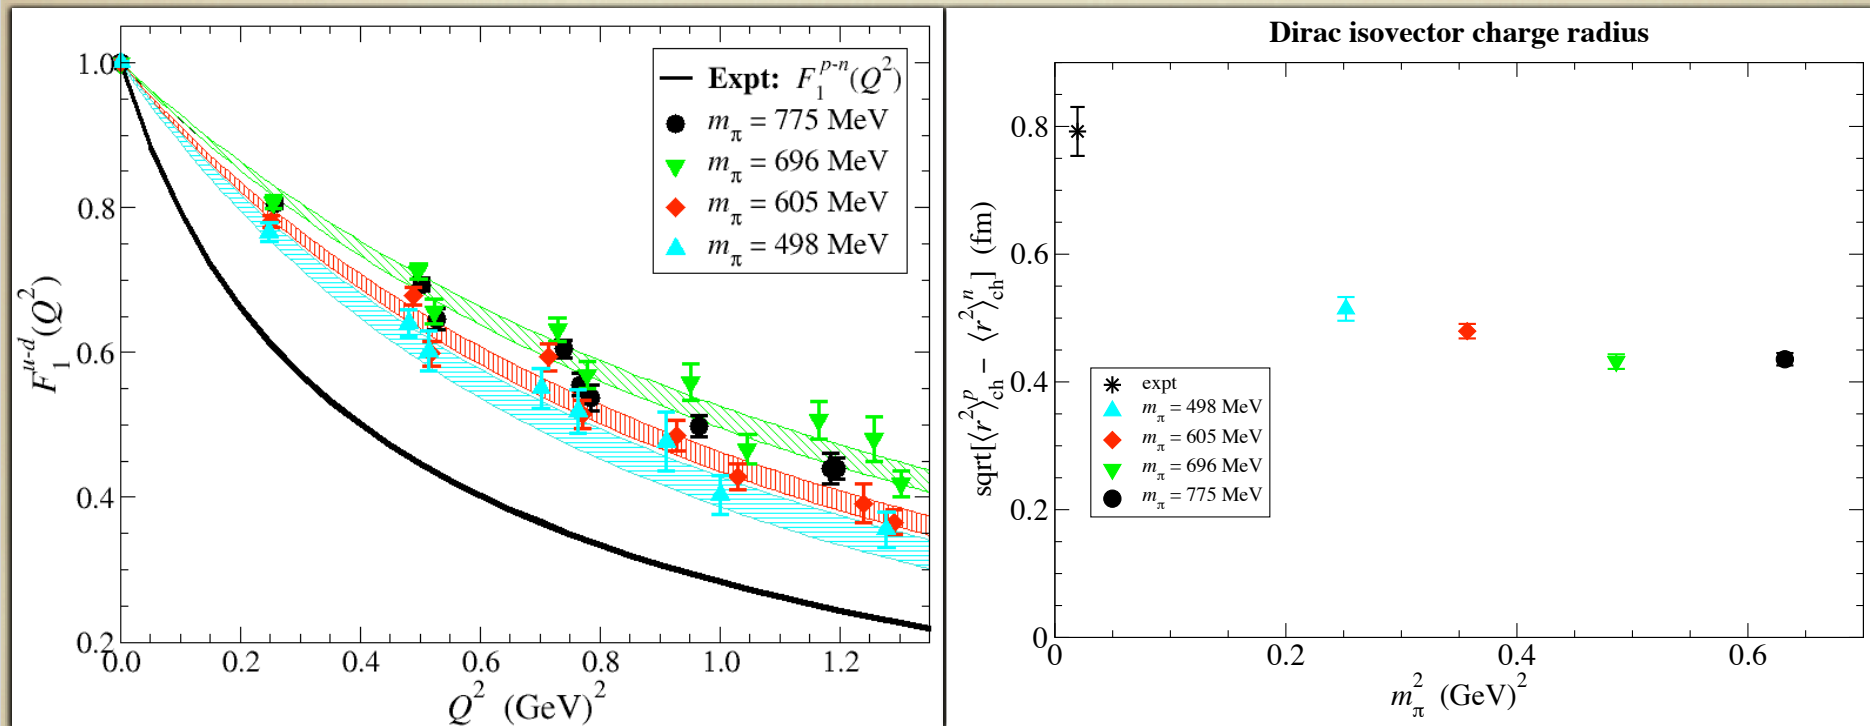 1.0
0.8
0.6
0.4
0.2
0.0 0.2 0.4 0.6 0.8 1.0 1.2
F₁ᵘ⁻ᵈ(Q²)
Q² (GeV)²
Expt: F₁ᵖ⁻ⁿ(Q²)
mπ = 775 MeV
mπ = 696 MeV
mπ = 605 MeV
mπ = 498 MeV
Dirac isovector charge radius
0.8
0.6
0.4
0.2
0
0 0.2 0.4 0.6
sqrt[⟨r²⟩ᵖch − ⟨r²⟩ⁿch] (fm)
mπ² (GeV)²
expt
mπ = 498 MeV
mπ = 605 MeV
mπ = 696 MeV
mπ = 775 MeV